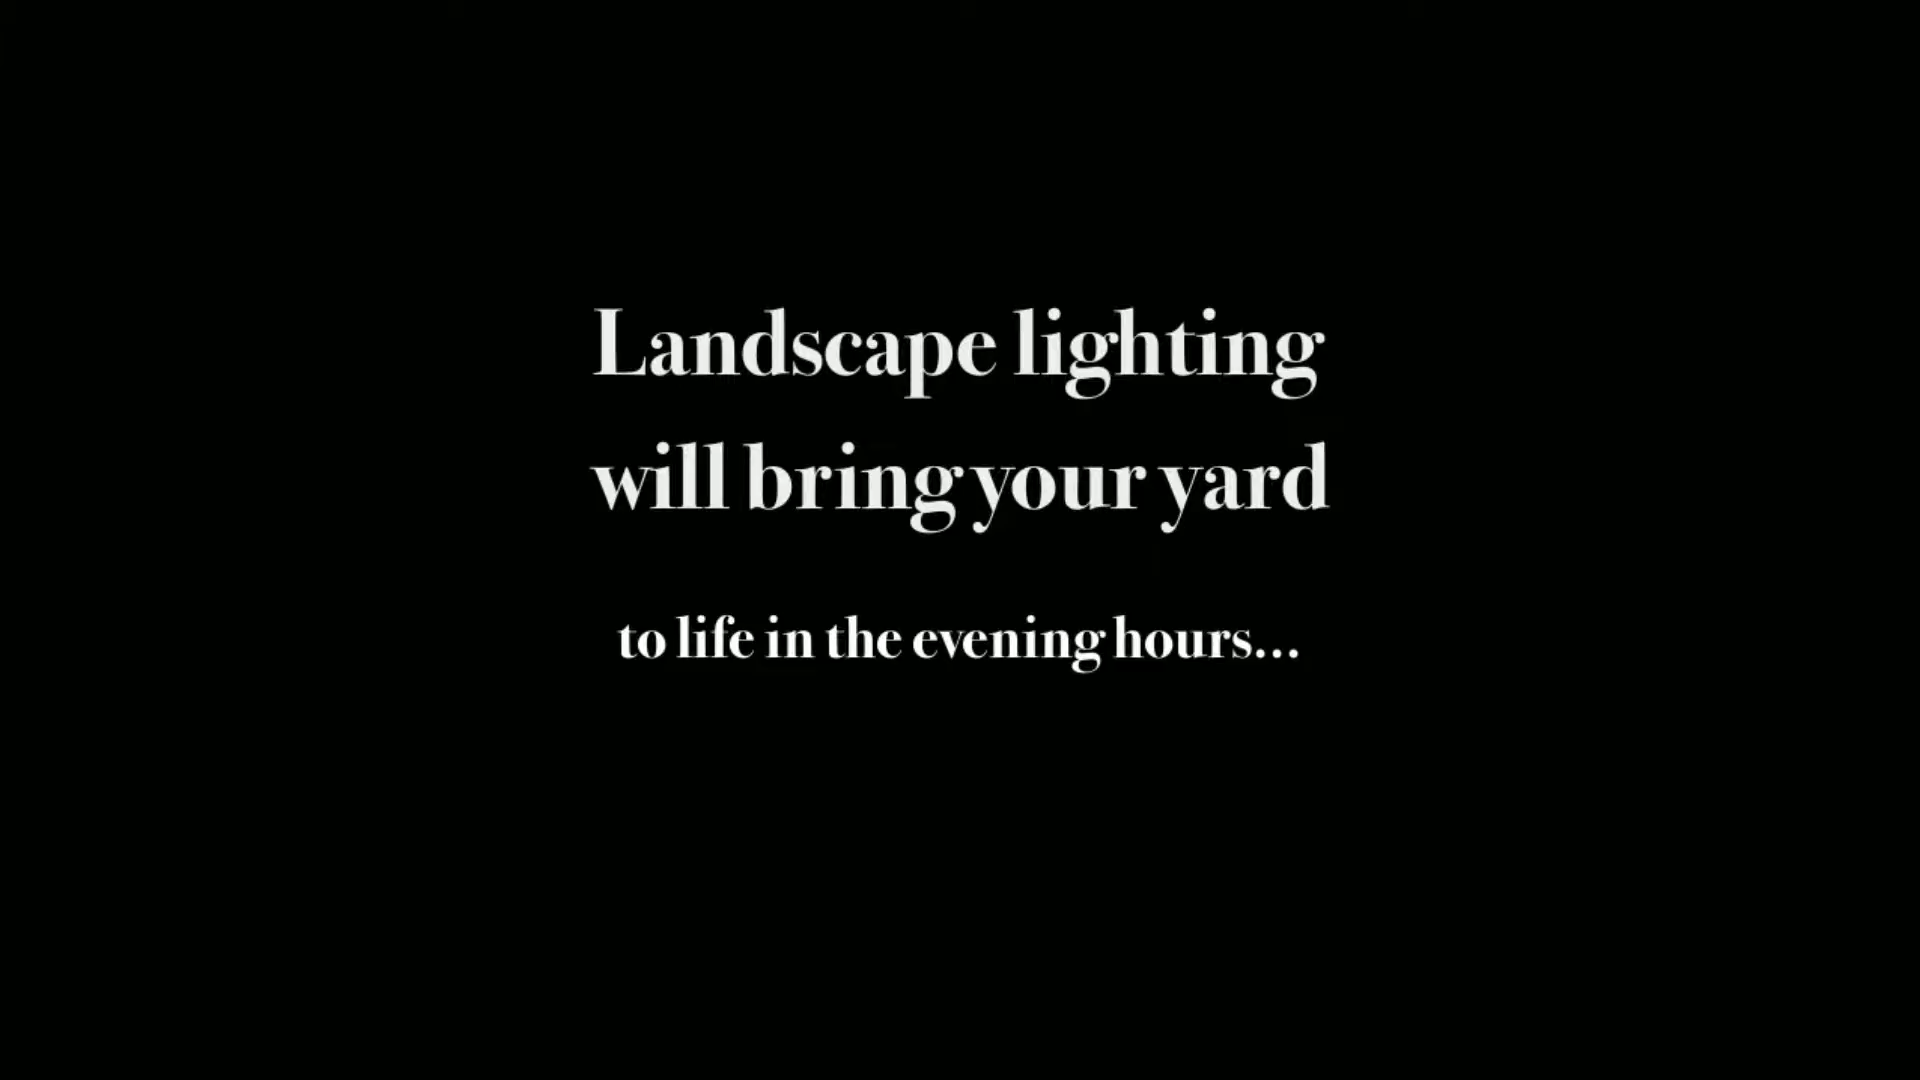 Landscape lighting
will bring your yard
to life in the evening hours...